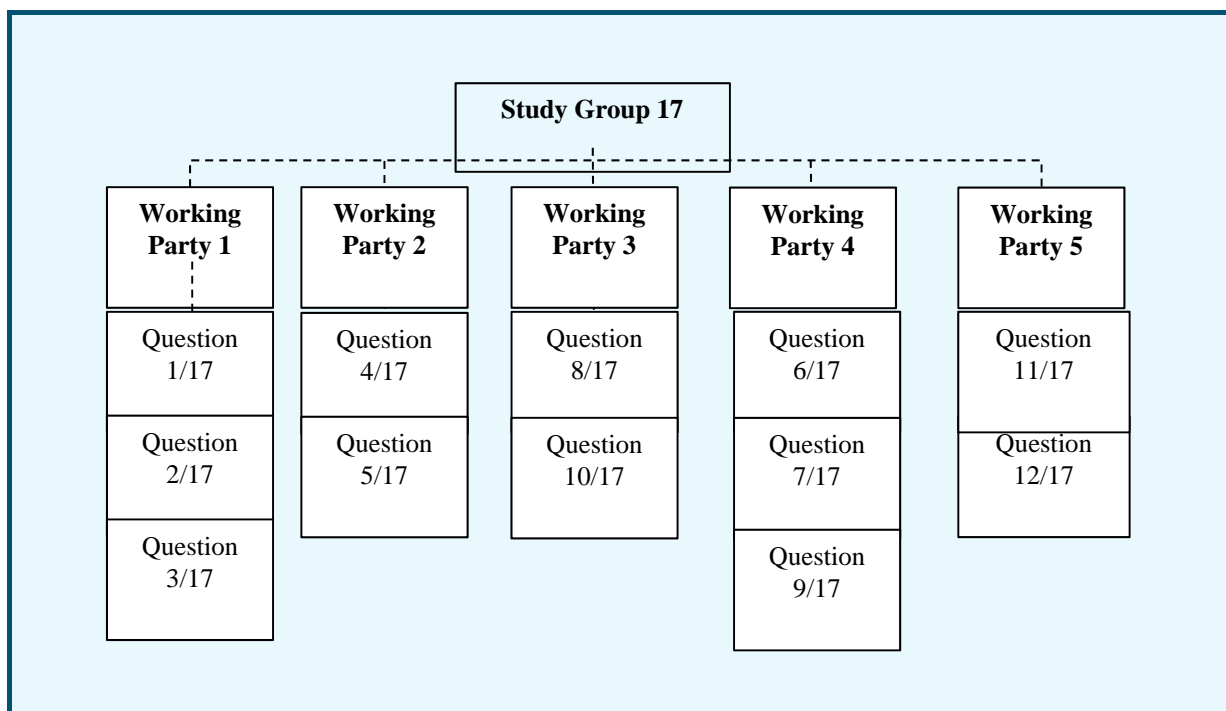 Study Group 17
Working
Party 1
Working
Party 2
Working
Party 3
Working
Party 4
Working
Party 5
Question
1/17
Question
4/17
Question
8/17
Question
6/17
Question
11/17
Question
2/17
Question
5/17
Question
10/17
Question
7/17
Question
12/17
Question
3/17
Question
9/17